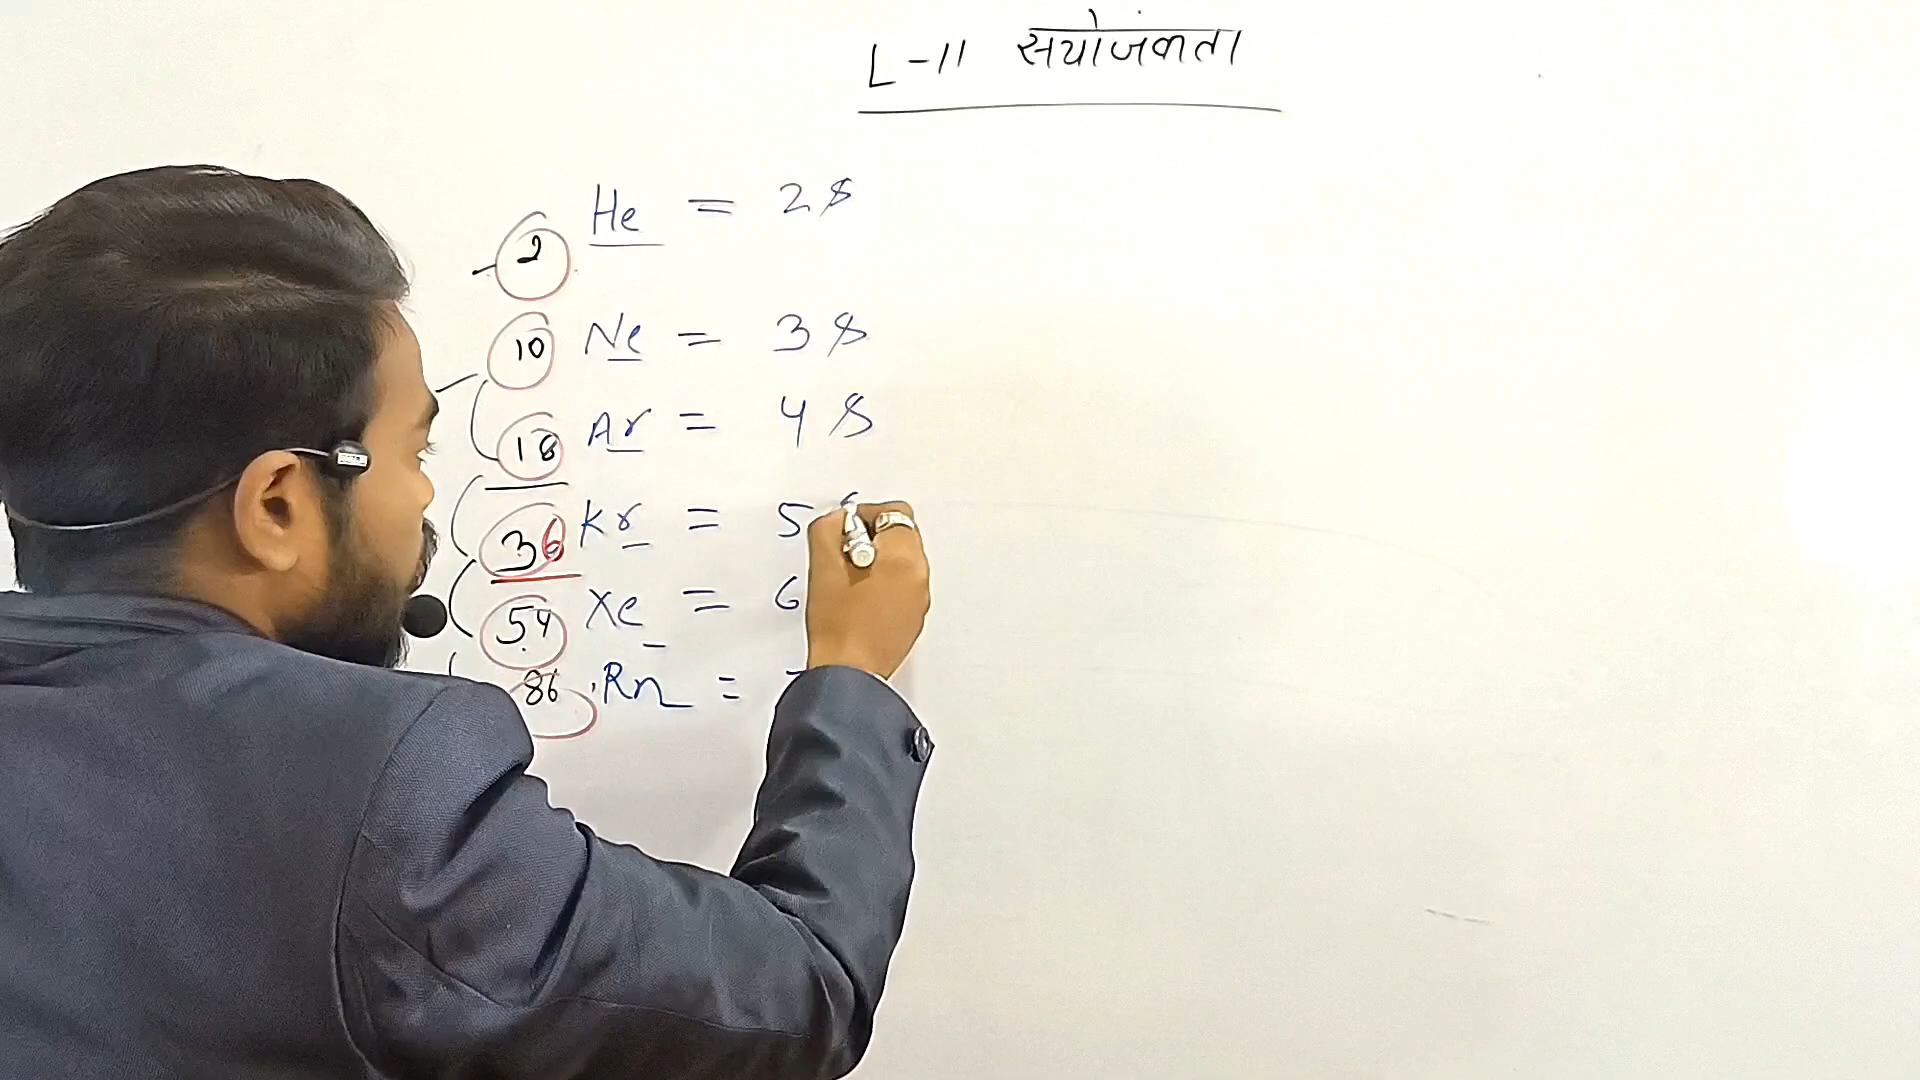 L-11 संयोजकता
2 He = 2s
10 Ne = 3s
18 Ar = 4s
36 Kr = 5
54 Xe = 6
86 Rn =